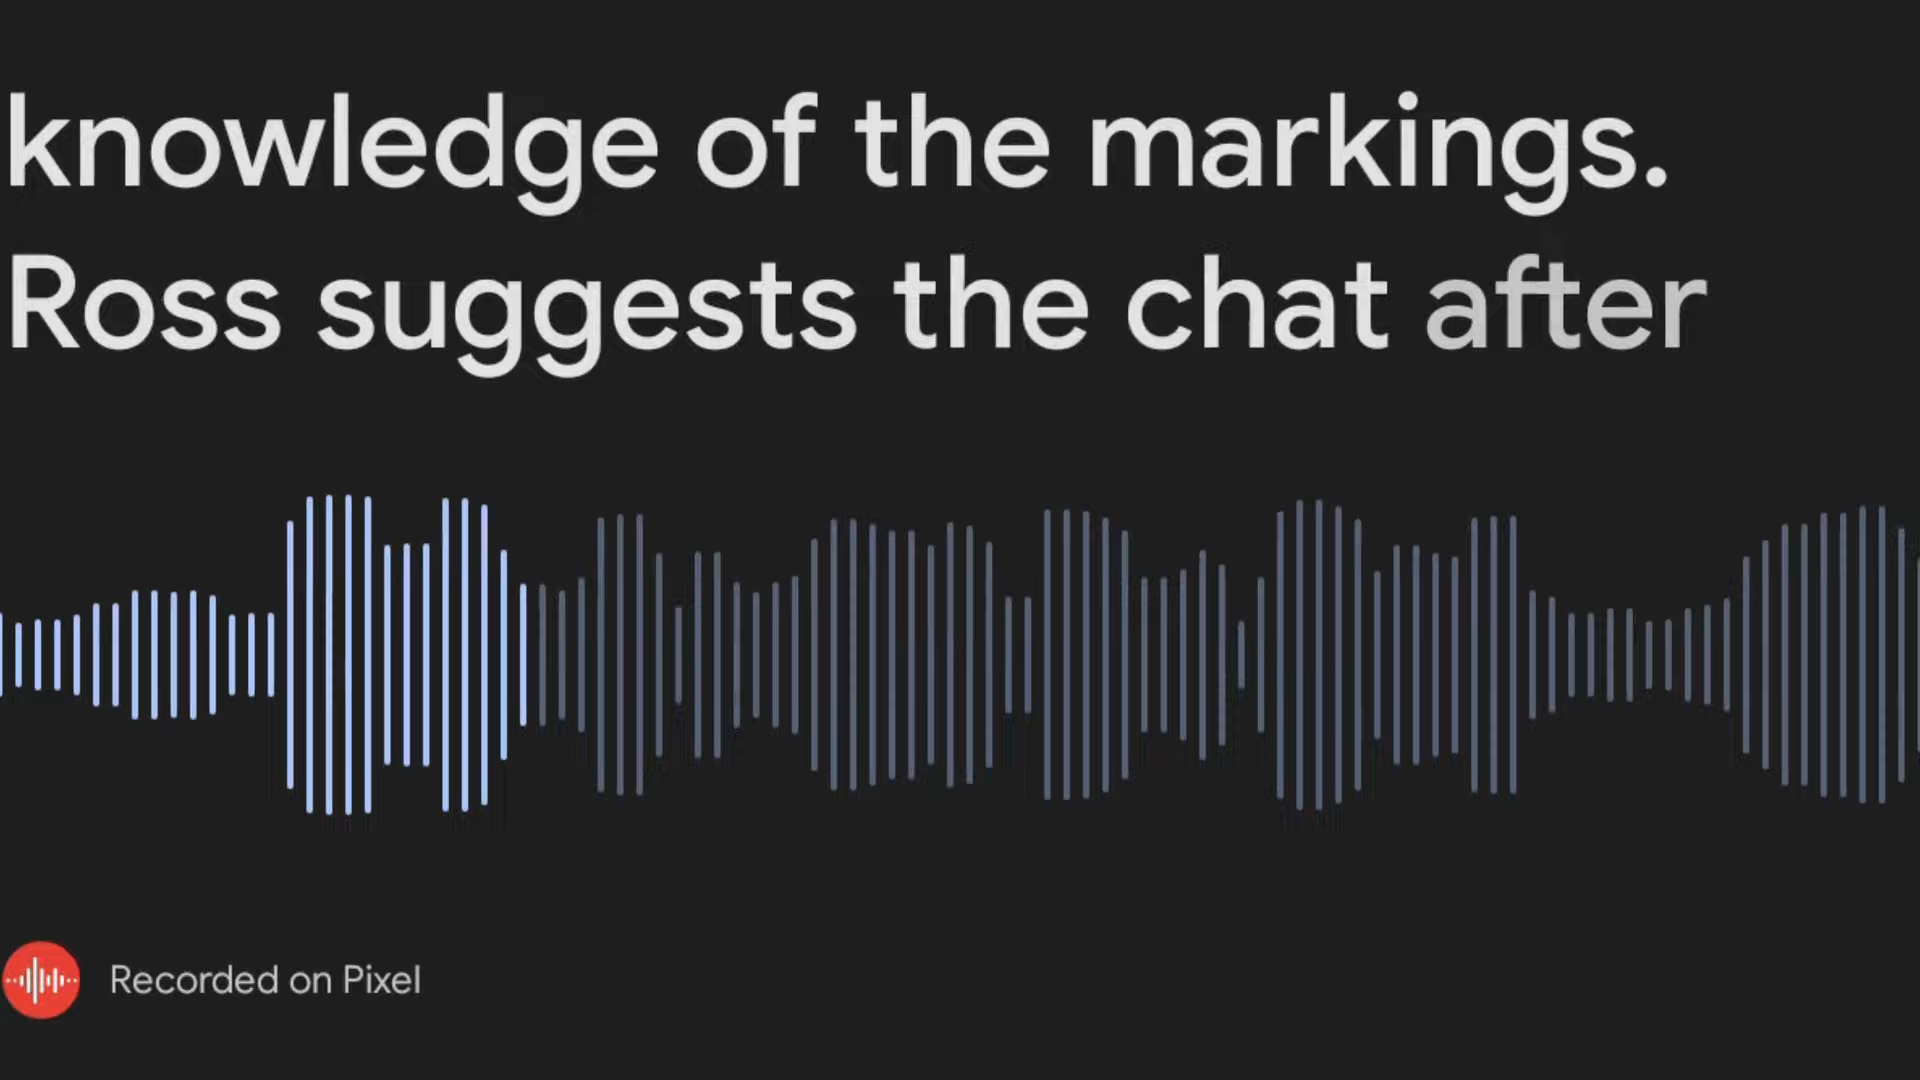 knowledge of the markings.
Ross suggests the chat after
Recorded on Pixel